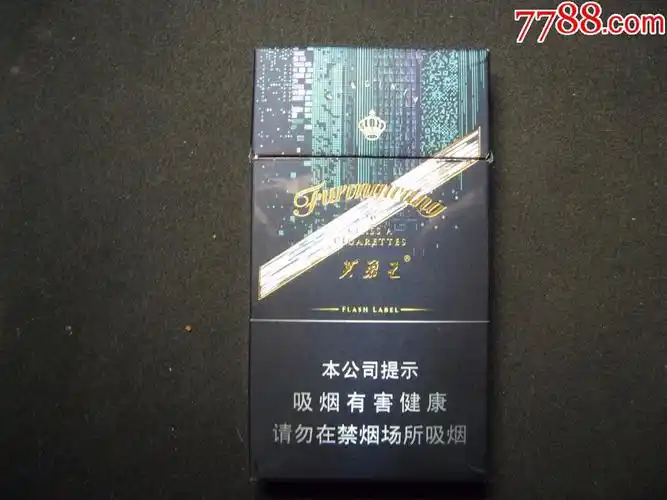 7788.com
Furongwang
CLASS A
CIGARETTES
芙蓉王®
FLASH LABEL
本公司提示
吸烟有害健康
请勿在禁烟场所吸烟